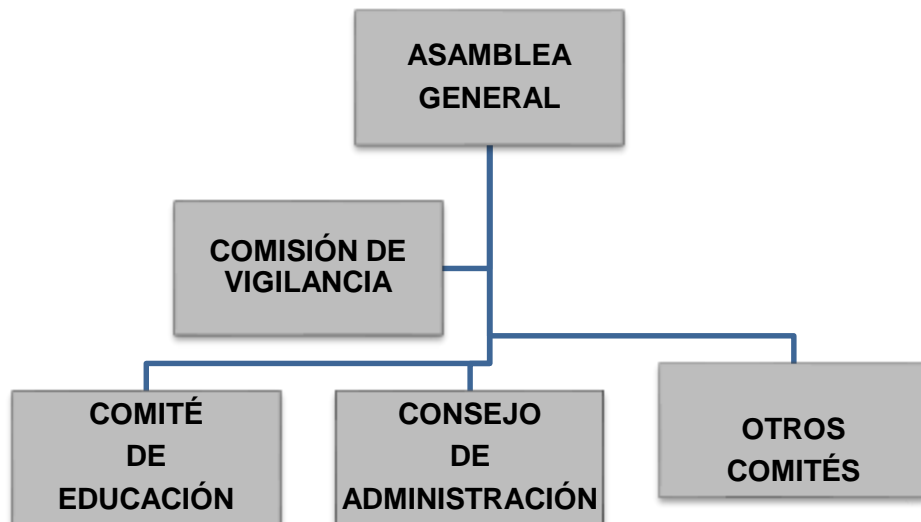 ASAMBLEA
GENERAL
COMISIÓN DE
VIGILANCIA
COMITÉ
DE
EDUCACIÓN
CONSEJO
DE
ADMINISTRACIÓN
OTROS
COMITÉS